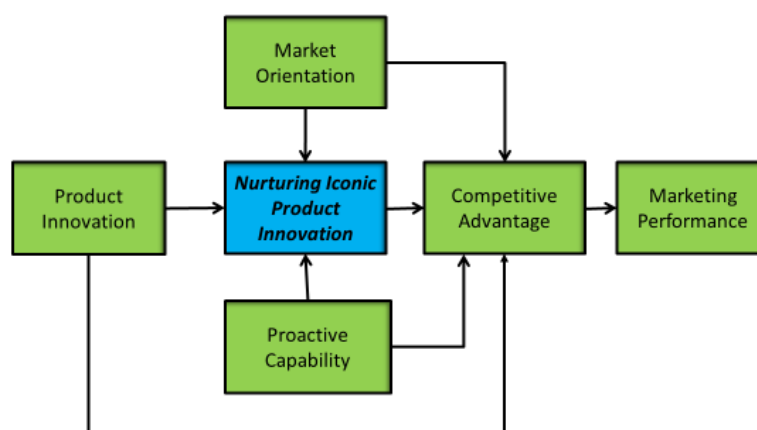 Market
Orientation
Product
Innovation
Nurturing Iconic
Product
Innovation
Competitive
Advantage
Marketing
Performance
Proactive
Capability